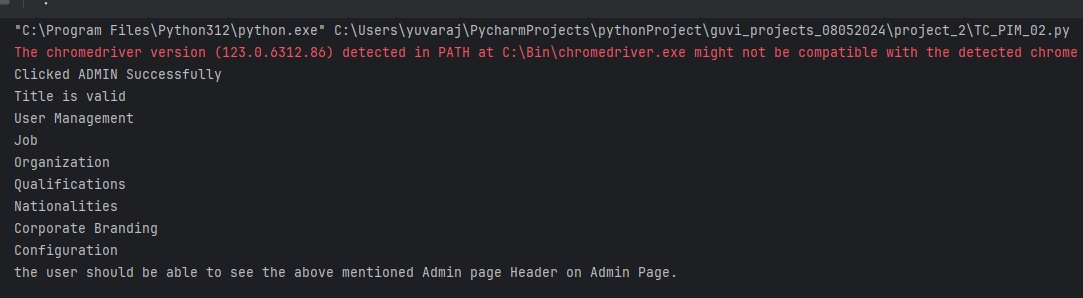 "C:\Program Files\Python312\python.exe" C:\Users\yuvaraj\PycharmProjects\pythonProject\guvi_projects_08052024\project_2\TC_PIM_02.py
The chromedriver version (123.0.6312.86) detected in PATH at C:\Bin\chromedriver.exe might not be compatible with the detected chrome
Clicked ADMIN Successfully
Title is valid
User Management
Job
Organization
Qualifications
Nationalities
Corporate Branding
Configuration
the user should be able to see the above mentioned Admin page Header on Admin Page.